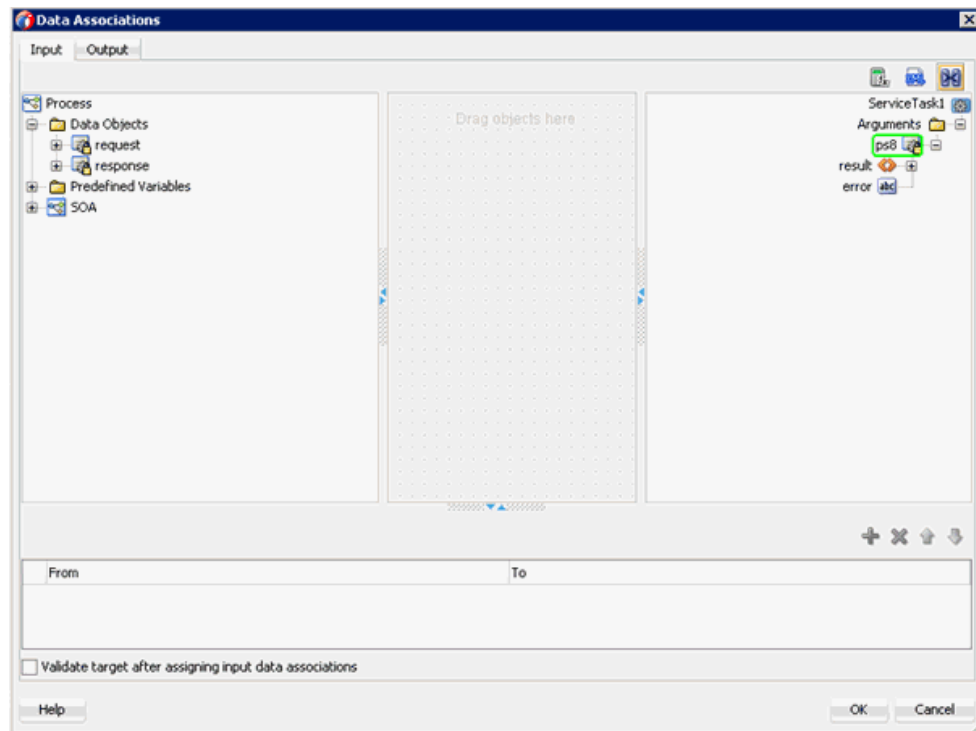 Data Associations
Input Output
Process
Data Objects
request
response
Predefined Variables
SOA
Drag objects here
ServiceTask1
Arguments
ps8
result
error
abc
From To
Validate target after assigning input data associations
Help OK Cancel